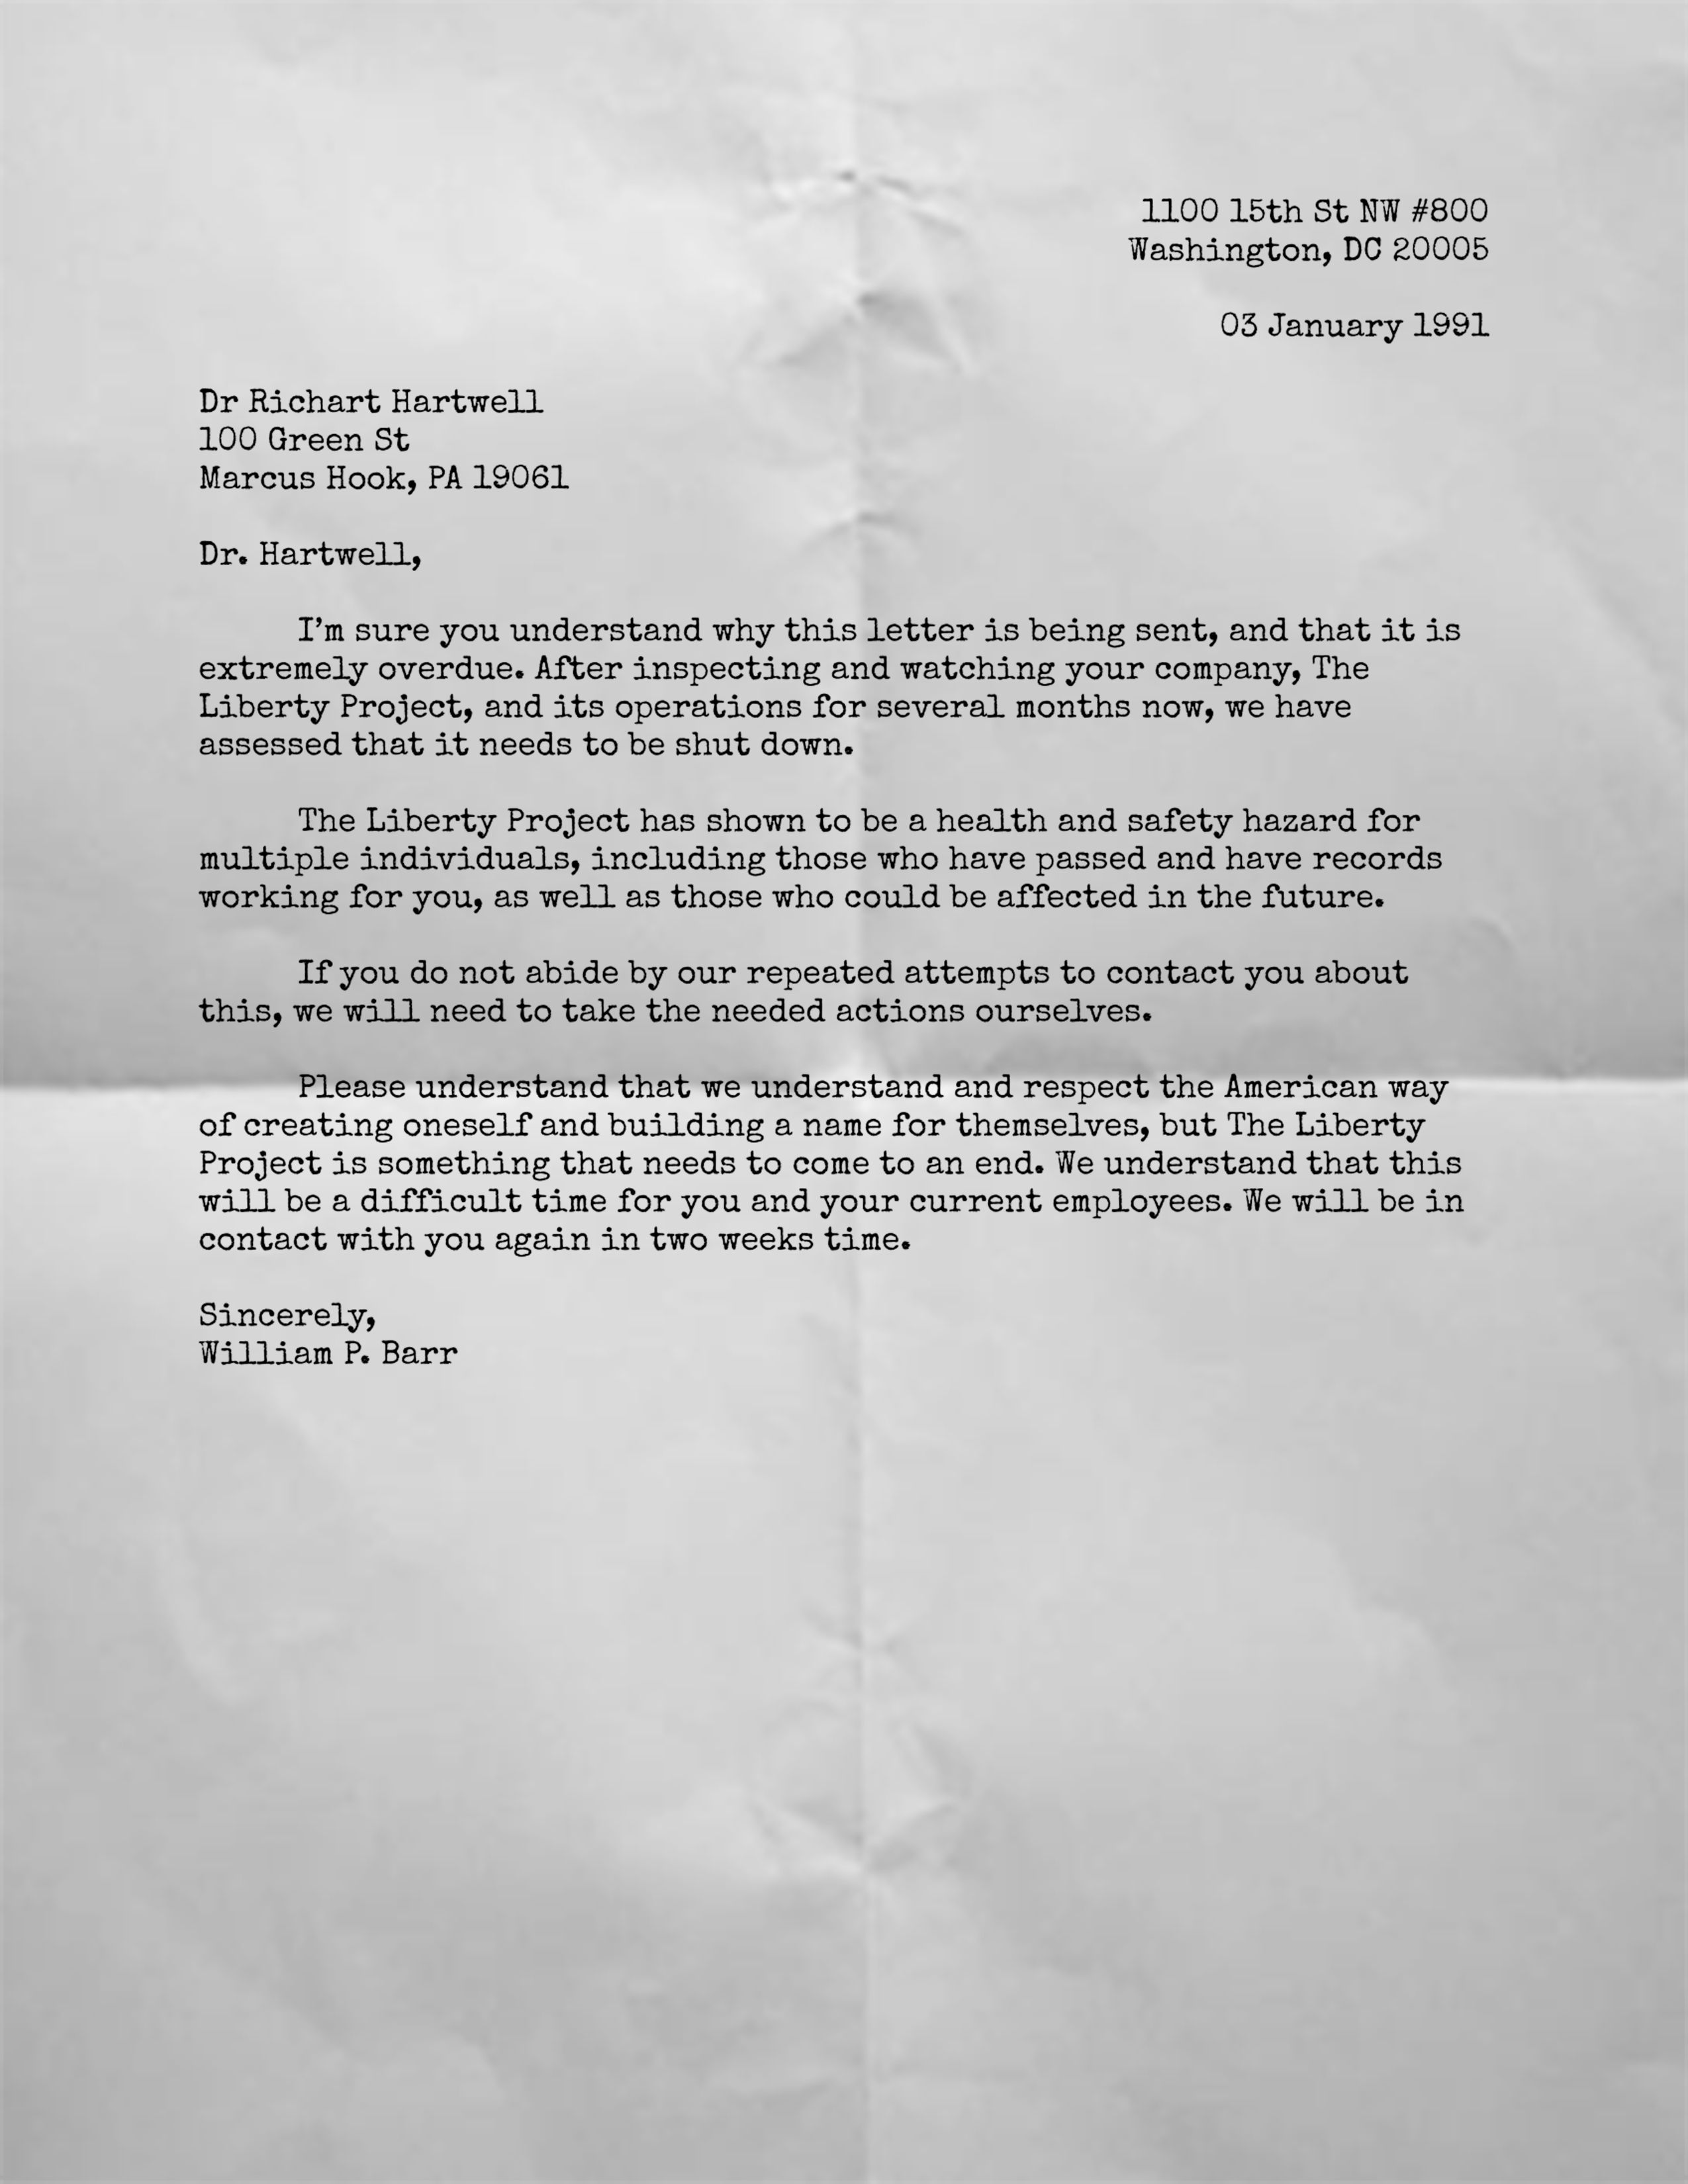 1100 15th St NW #800
Washington, DC 20005
03 January 1991
Dr Richart Hartwell
100 Green St
Marcus Hook, PA 19061
Dr. Hartwell,
I'm sure you understand why this letter is being sent, and that it is
extremely overdue. After inspecting and watching your company, The
Liberty Project, and its operations for several months now, we have
assessed that it needs to be shut down.
The Liberty Project has shown to be a health and safety hazard for
multiple individuals, including those who have passed and have records
working for you, as well as those who could be affected in the future.
If you do not abide by our repeated attempts to contact you about
this, we will need to take the needed actions ourselves.
Please understand that we understand and respect the American way
of creating oneself and building a name for themselves, but The Liberty
Project is something that needs to come to an end. We understand that this
will be a difficult time for you and your current employees. We will be in
contact with you again in two weeks time.
Sincerely,
William P. Barr